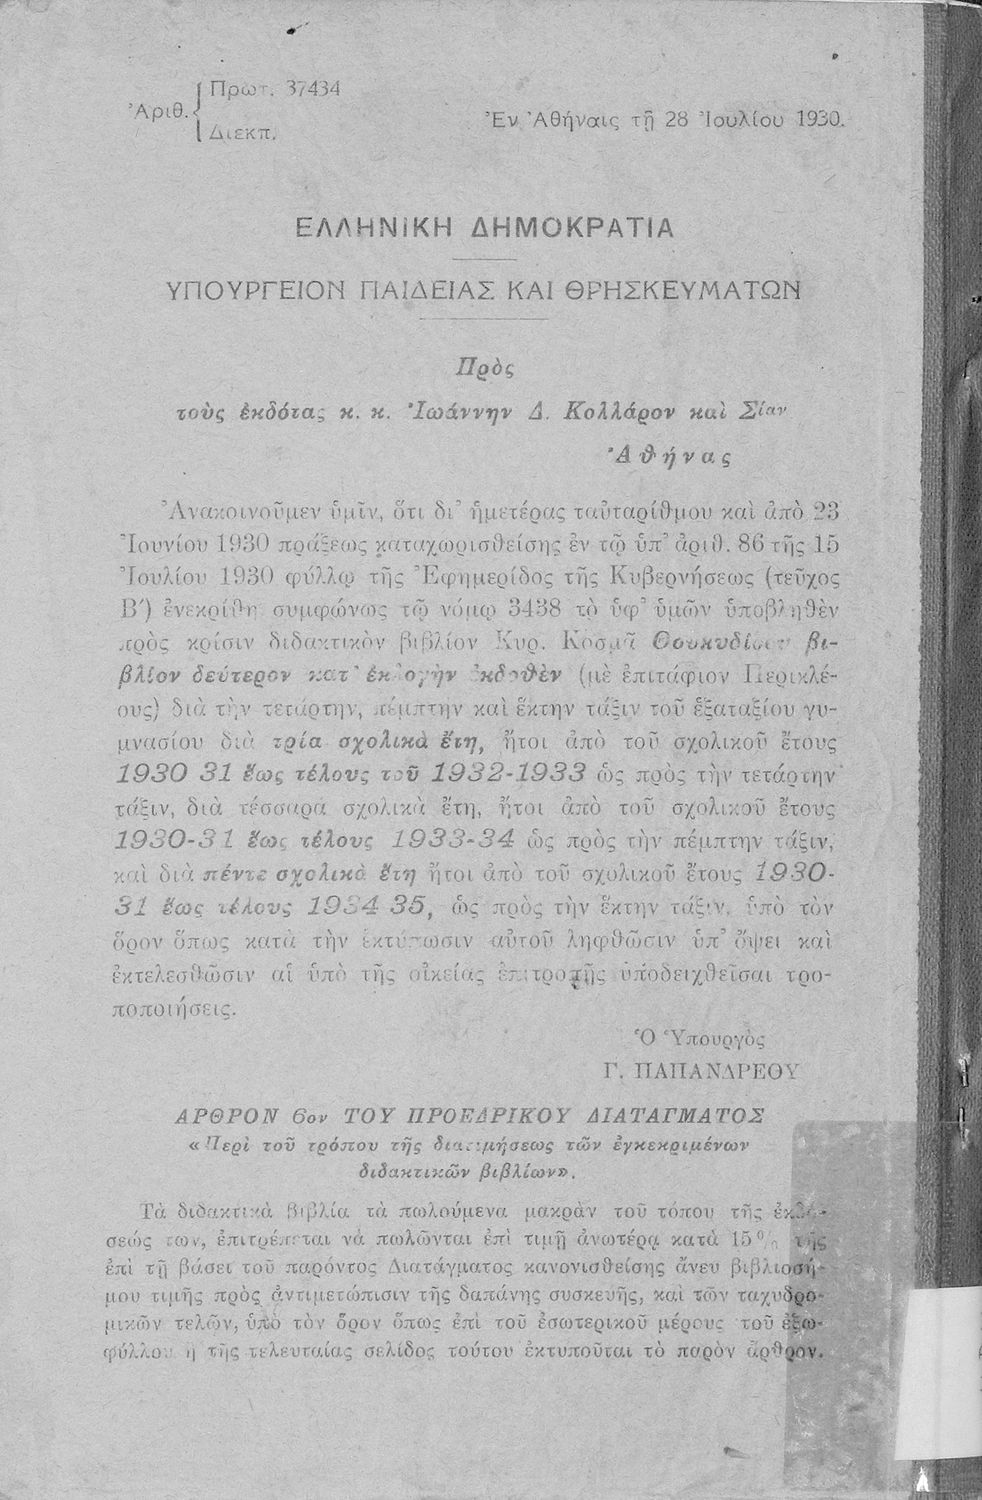 Ἀριθ. { Πρωτ. 37434
Διεκπ.
Ἐν Ἀθήναις τῇ 28 Ἰουλίου 1930.
ΕΛΛΗΝΙΚΗ ΔΗΜΟΚΡΑΤΙΑ
ΥΠΟΥΡΓΕΙΟΝ ΠΑΙΔΕΙΑΣ ΚΑΙ ΘΡΗΣΚΕΥΜΑΤΩΝ
Πρὸς
τοὺς ἐκδότας κ. κ. Ἰωάννην Δ. Κολλάρον καὶ Σίαν
Ἀθήνας
Ἀνακοινοῦμεν ὑμῖν, ὅτι δι᾽ ἡμετέρας ταὐταρίθμου καὶ ἀπὸ 23
Ἰουνίου 1930 πράξεως καταχωρισθείσης ἐν τῷ ὑπ᾽ ἀριθ. 86 τῆς 15
Ἰουλίου 1930 φύλλῳ τῆς Ἐφημερίδος τῆς Κυβερνήσεως (τεῦχος
Β′) ἐνεκρίθη συμφώνως τῷ νόμῳ 3438 τὸ ὑφ᾽ ὑμῶν ὑποβληθὲν
πρὸς κρίσιν διδακτικὸν βιβλίον Κυρ. Κοσμᾶ Θουκυδίδου βι-
βλίον δεύτερον κατ᾽ ἐκλογὴν ἐκδοθὲν (μὲ ἐπιτάφιον Περικλέ-
ους) διὰ τὴν τετάρτην, πέμπτην καὶ ἕκτην τάξιν τοῦ ἑξαταξίου γυ-
μνασίου διὰ τρία σχολικὰ ἔτη, ἤτοι ἀπὸ τοῦ σχολικοῦ ἔτους
1930 31 ἕως τέλους τοῦ 1932-1933 ὡς πρὸς τὴν τετάρτην
τάξιν, διὰ τέσσαρα σχολικὰ ἔτη, ἤτοι ἀπὸ τοῦ σχολικοῦ ἔτους
1930-31 ἕως τέλους 1933-34 ὡς πρὸς τὴν πέμπτην τάξιν,
καὶ διὰ πέντε σχολικὰ ἔτη ἤτοι ἀπὸ τοῦ σχολικοῦ ἔτους 1930-
31 ἕως τέλους 1934 35, ὡς πρὸς τὴν ἕκτην τάξιν, ὑπὸ τὸν
ὅρον ὅπως κατὰ τὴν ἐκτύπωσιν αὐτοῦ ληφθῶσιν ὑπ᾽ ὄψει καὶ
ἐκτελεσθῶσιν αἱ ὑπὸ τῆς οἰκείας ἐπιτροπῆς ὑποδειχθεῖσαι τρο-
ποποιήσεις.
Ὁ Ὑπουργὸς
Γ. ΠΑΠΑΝΔΡΕΟΥ
ΑΡΘΡΟΝ 6ον ΤΟΥ ΠΡΟΕΔΡΙΚΟΥ ΔΙΑΤΑΓΜΑΤΟΣ
«Περὶ τοῦ τρόπου τῆς διατιμήσεως τῶν ἐγκεκριμένων
διδακτικῶν βιβλίων».
Τὰ διδακτικὰ βιβλία τὰ πωλούμενα μακρὰν τοῦ τόπου τῆς ἐκδό-
σεώς των, ἐπιτρέπεται νὰ πωλῶνται ἐπὶ τιμῇ ἀνωτέρᾳ κατὰ 15% τῆς
ἐπὶ τῇ βάσει τοῦ παρόντος Διατάγματος κανονισθείσης ἄνευ βιβλιοσή-
μου τιμῆς πρὸς ἀντιμετώπισιν τῆς δαπάνης συσκευῆς, καὶ τῶν ταχυδρο-
μικῶν τελῶν, ὑπὸ τὸν ὅρον ὅπως ἐπὶ τοῦ ἐσωτερικοῦ μέρους τοῦ ἐξω-
φύλλου ἢ τῆς τελευταίας σελίδος τούτου ἐκτυποῦται τὸ παρὸν ἄρθρον.